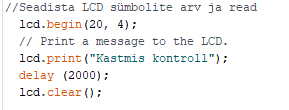 //Seadista LCD sümbolite arv ja read
lcd.begin(20, 4);
// Print a message to the LCD.
lcd.print("Kastmis kontroll");
delay (2000);
lcd.clear();